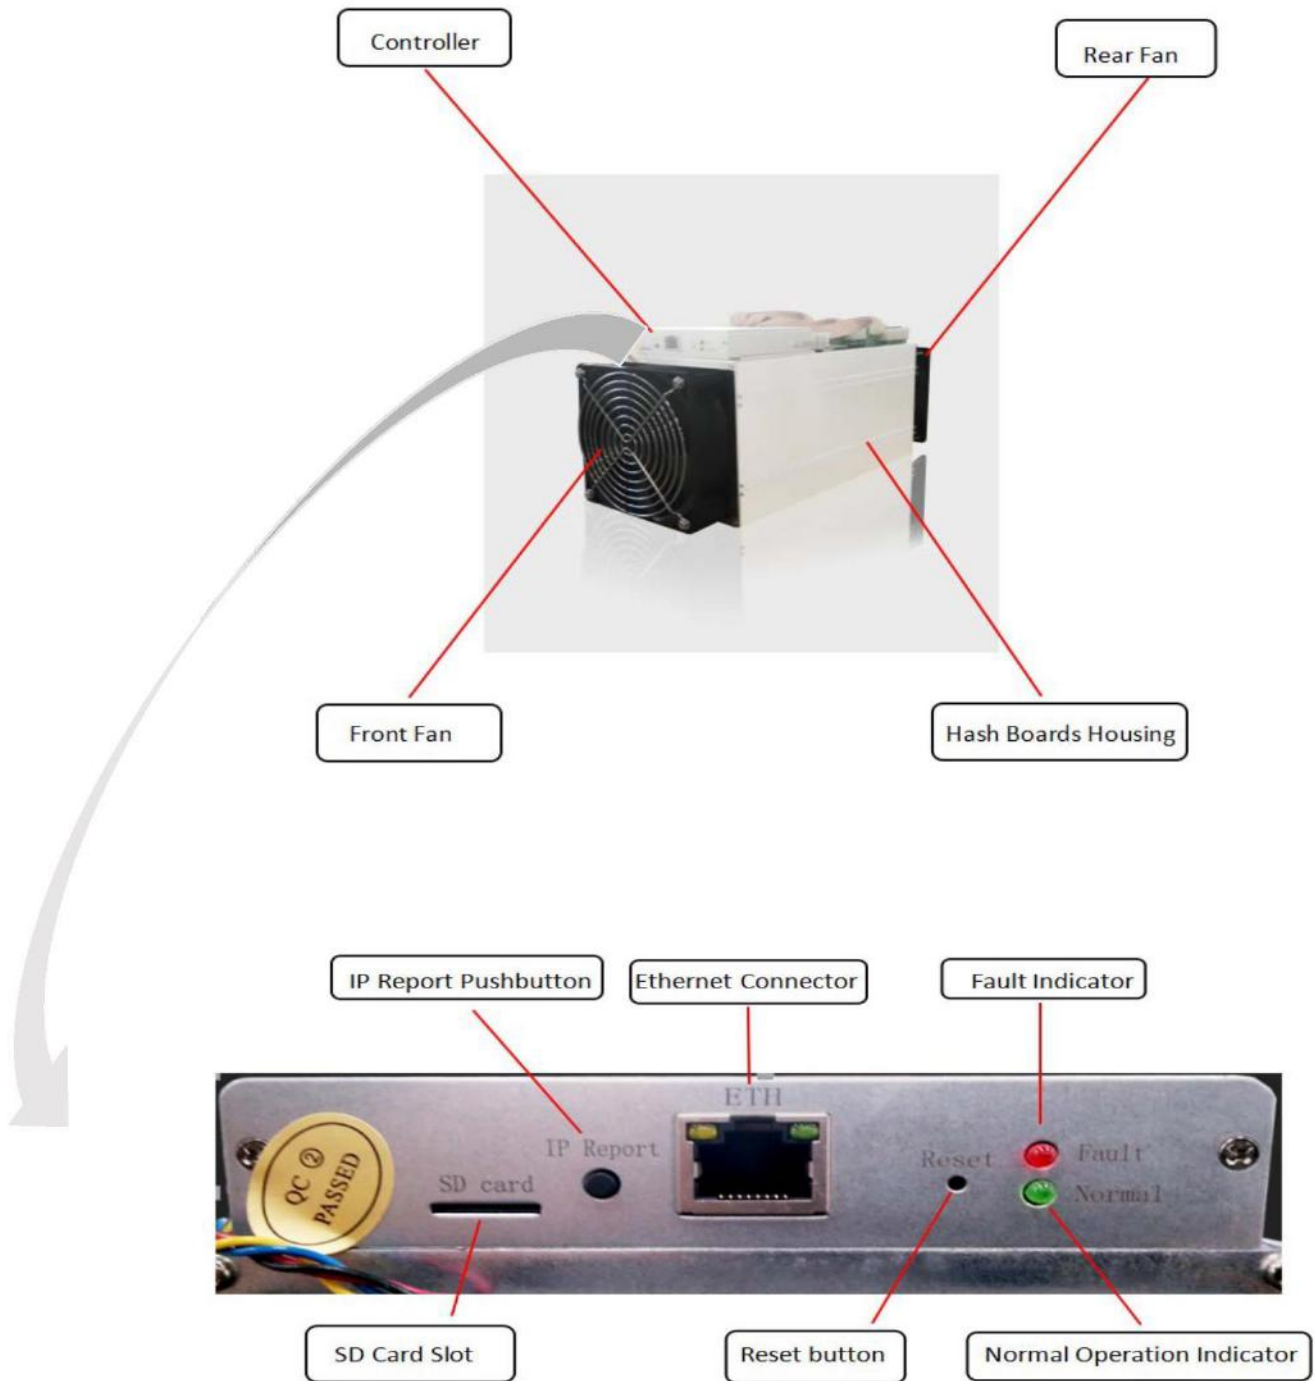 Controller
Rear Fan
Front Fan
Hash Boards Housing
IP Report Pushbutton
Ethernet Connector
Fault Indicator
ETH
IP Report
SD card
Reset
Fault
Normal
QC ②
PASSED
SD Card Slot
Reset button
Normal Operation Indicator